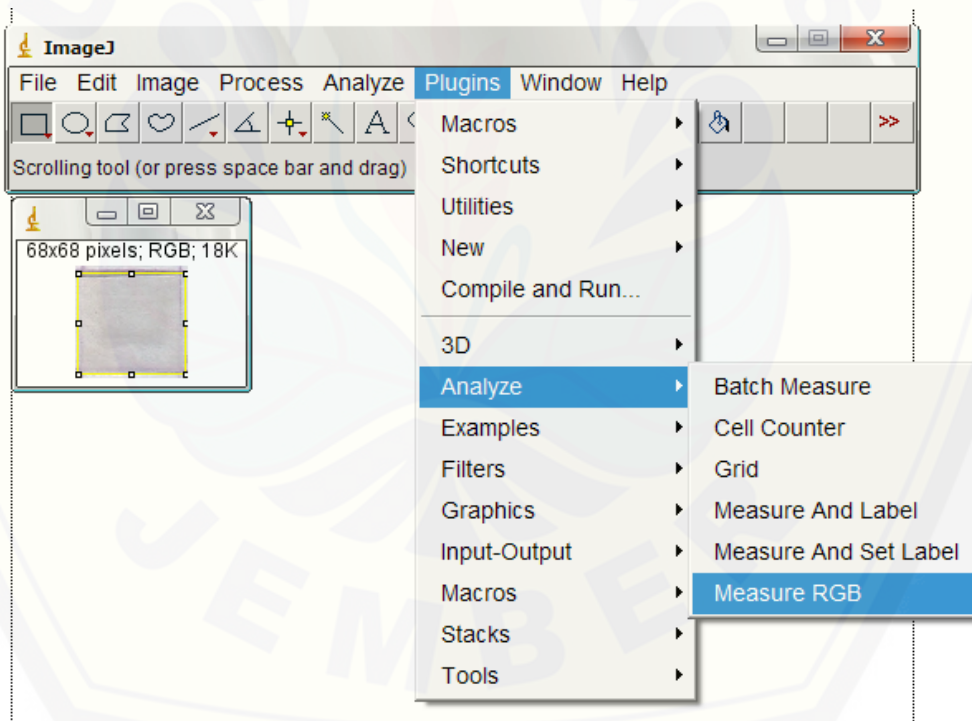 ImageJ
File Edit Image Process Analyze Plugins Window Help
A
>>
Scrolling tool (or press space bar and drag)
68x68 pixels; RGB; 18K
Macros
Shortcuts
Utilities
New
Compile and Run...
3D
Analyze
Examples
Filters
Graphics
Input-Output
Macros
Stacks
Tools
Batch Measure
Cell Counter
Grid
Measure And Label
Measure And Set Label
Measure RGB
JEMBER